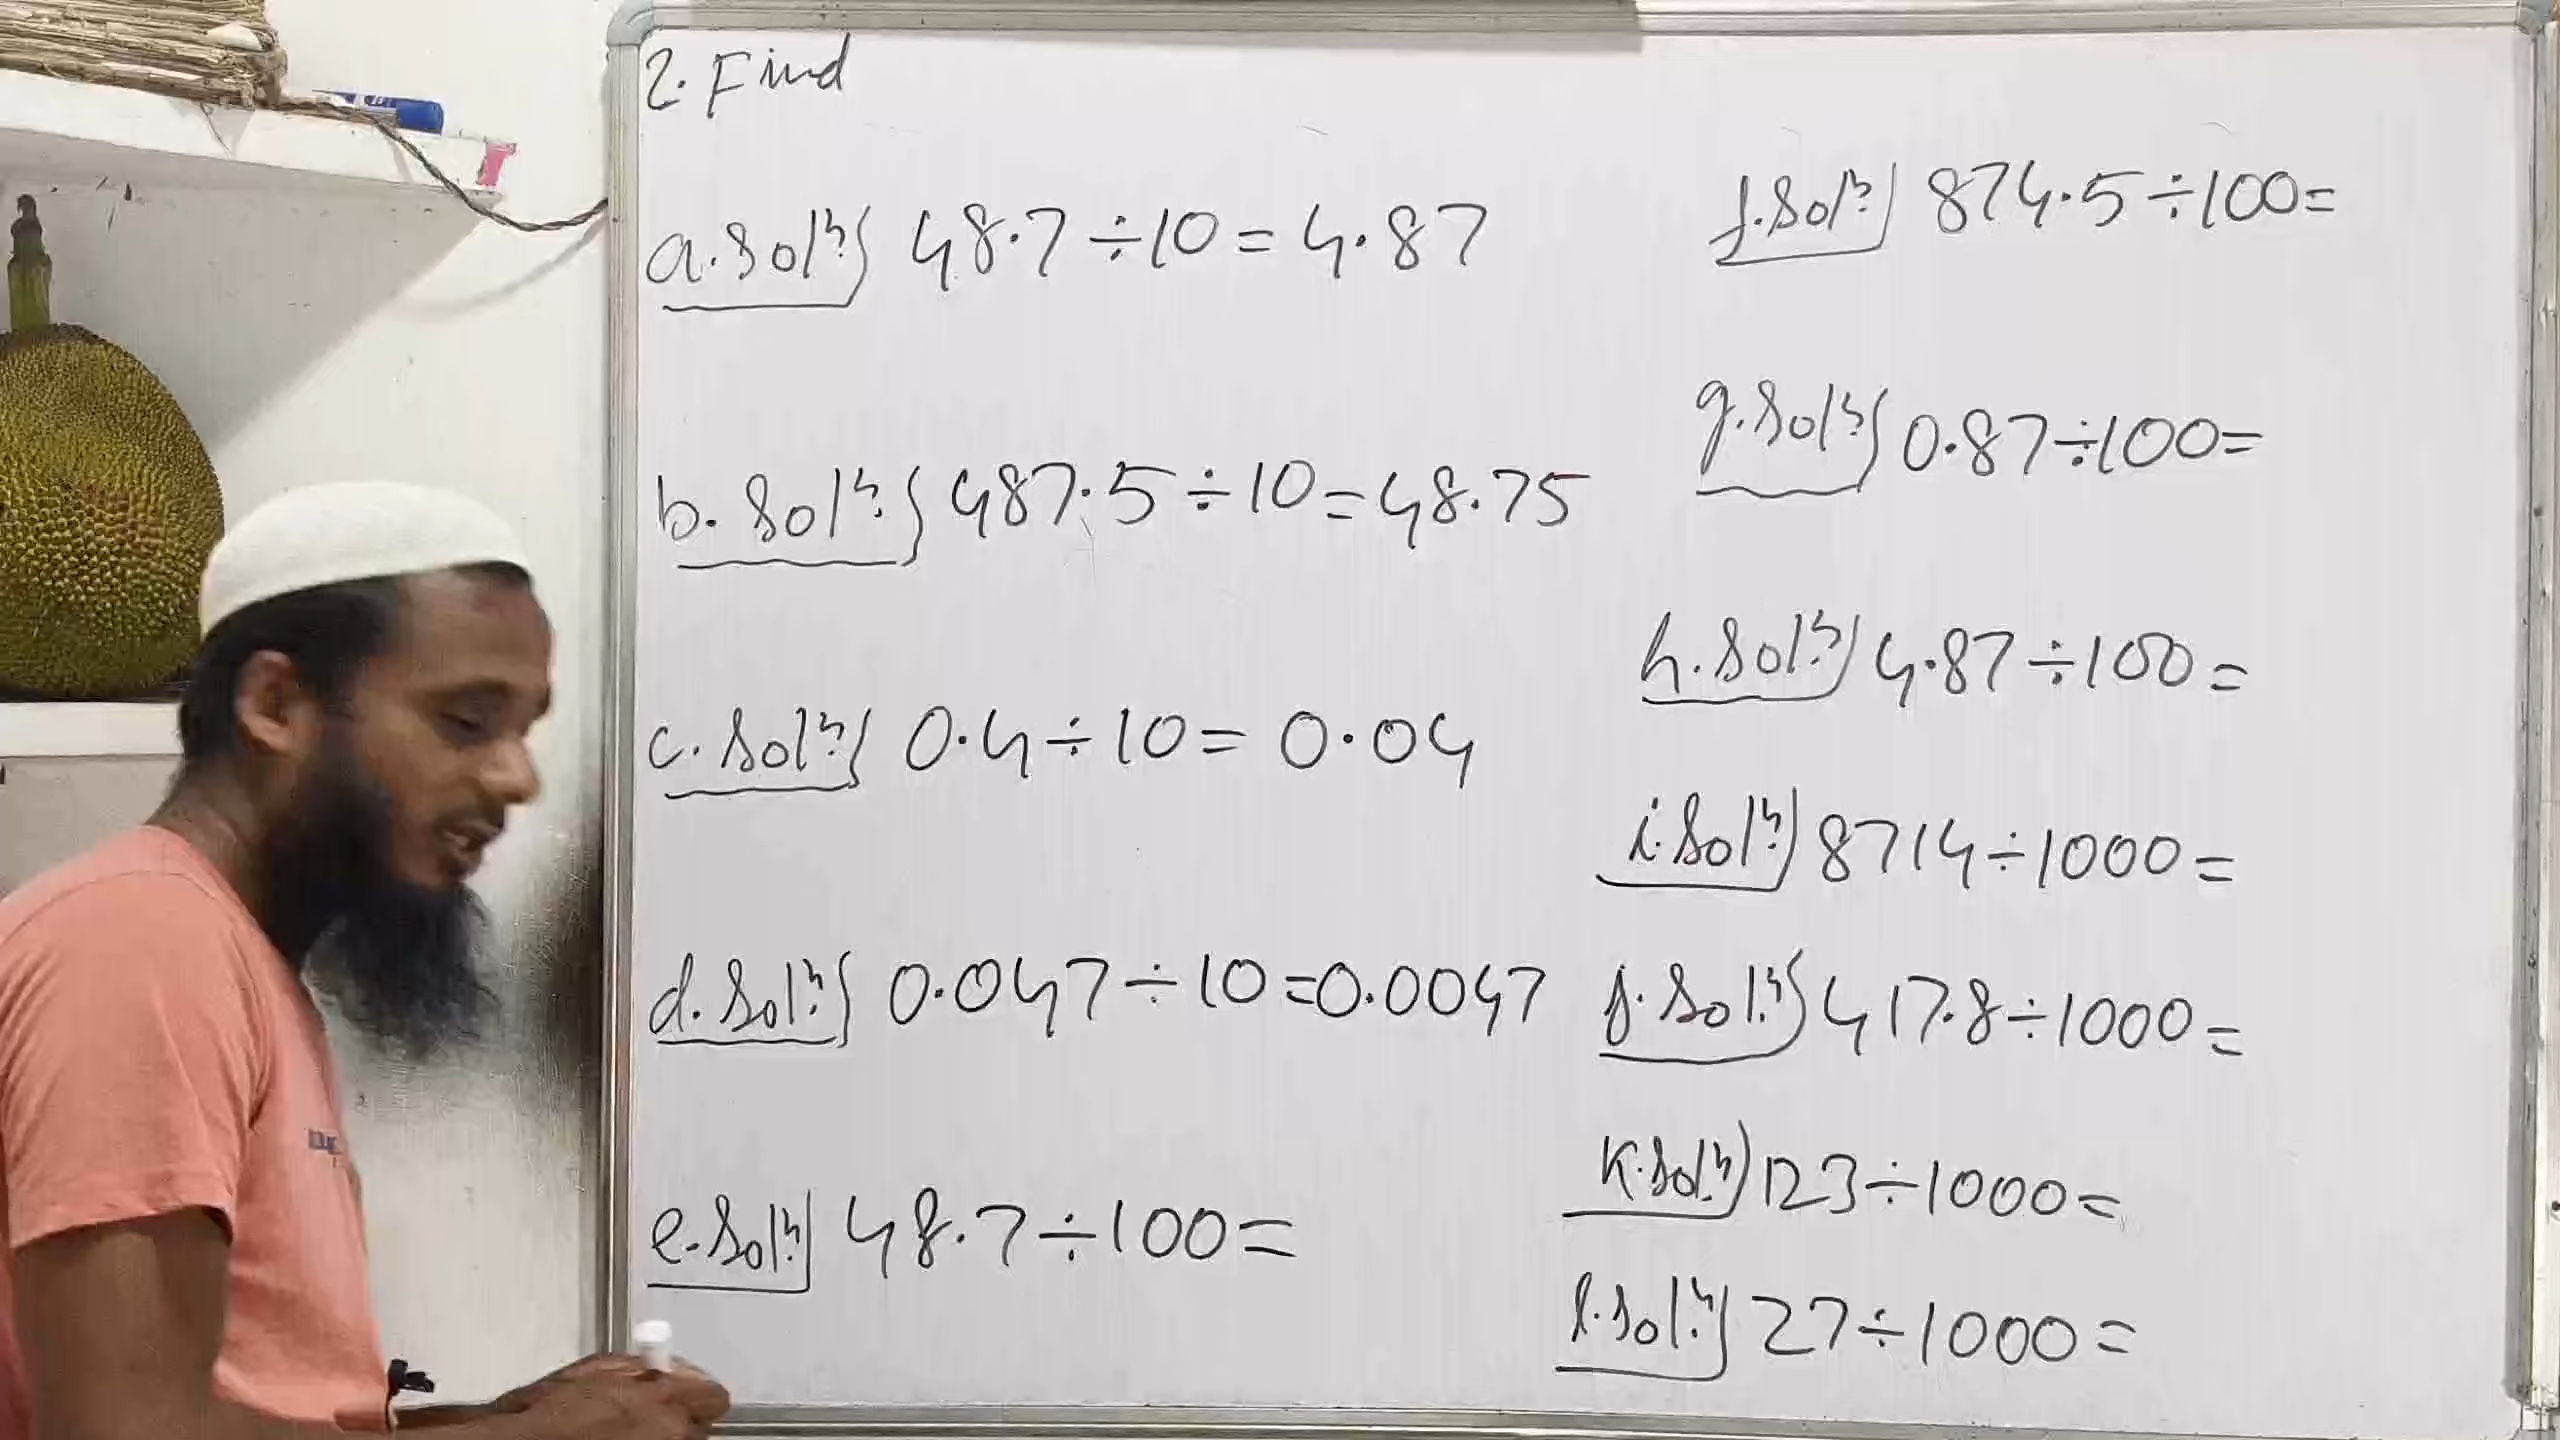 2. Find
a. Soln} 48.7 ÷ 10 = 4.87
b. Soln} 487.5 ÷ 10 = 48.75
c. Soln} 0.4 ÷ 10 = 0.04
d. Soln} 0.047 ÷ 10 = 0.0047
e. Soln} 48.7 ÷ 100 =
f. Soln} 874.5 ÷ 100 =
g. Soln} 0.87 ÷ 100 =
h. Soln} 4.87 ÷ 100 =
i. Soln} 8714 ÷ 1000 =
j. Soln} 417.8 ÷ 1000 =
k. Soln} 123 ÷ 1000 =
l. Soln} 27 ÷ 1000 =